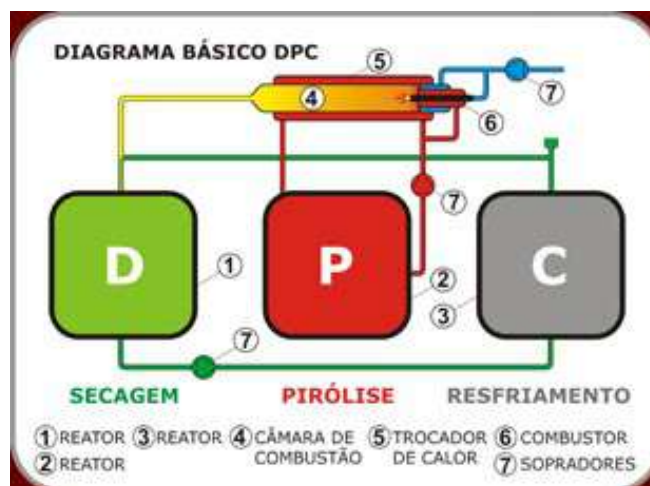 DIAGRAMA BÁSICO DPC
5
4
7
6
7
D
1
P
2
C
3
7
SECAGEM PIRÓLISE RESFRIAMENTO
1 REATOR 3 REATOR 4 CÂMARA DE COMBUSTÃO 5 TROCADOR DE CALOR 6 COMBUSTOR
2 REATOR 7 SOPRADORES